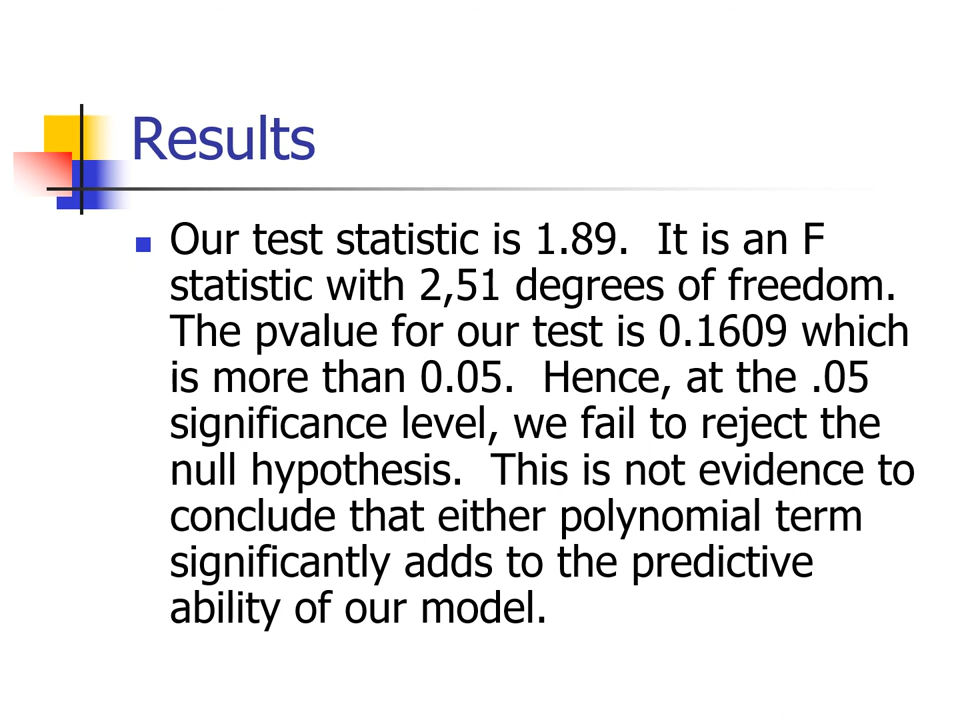 Results
Our test statistic is 1.89.  It is an F
statistic with 2,51 degrees of freedom.
The pvalue for our test is 0.1609 which
is more than 0.05.  Hence, at the .05
significance level, we fail to reject the
null hypothesis.  This is not evidence to
conclude that either polynomial term
significantly adds to the predictive
ability of our model.